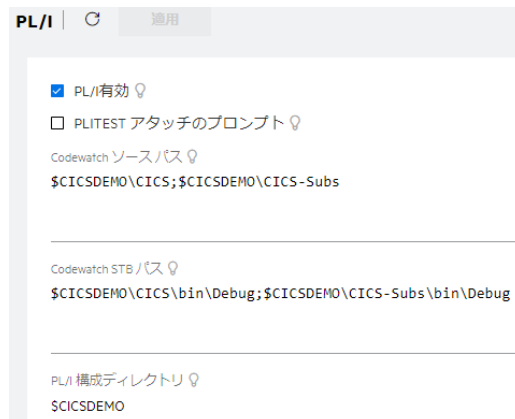 PL/I 適用
PL/I有効
PLITEST アタッチのプロンプト
Codewatch ソース パス
$CICSDEMO\CICS;$CICSDEMO\CICS-Subs
Codewatch STB パス
$CICSDEMO\CICS\bin\Debug;$CICSDEMO\CICS-Subs\bin\Debug
PL/I 構成ディレクトリ
$CICSDEMO